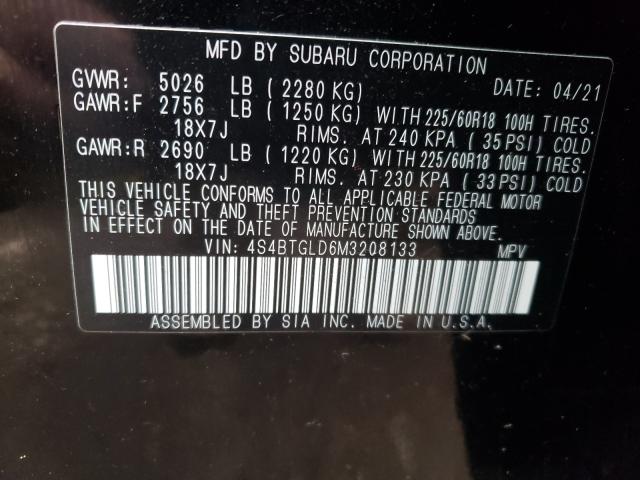 MFD BY SUBARU CORPORATION
GVWR: 5026 LB ( 2280 KG) DATE: 04/21
GAWR:F 2756 LB ( 1250 KG) WITH 225/60R18 100H TIRES.
18X7J RIMS. AT 240 KPA ( 35 PSI) COLD
GAWR:R 2690 LB ( 1220 KG) WITH 225/60R18 100H TIRES.
18X7J RIMS. AT 230 KPA ( 33 PSI) COLD
THIS VEHICLE CONFORMS TO ALL APPLICABLE FEDERAL MOTOR
VEHICLE SAFETY AND THEFT PREVENTION STANDARDS
IN EFFECT ON THE DATE OF MANUFACTURE SHOWN ABOVE.
VIN: 4S4BTGLD6M3208133 MPV
ASSEMBLED BY SIA INC. MADE IN U.S.A.